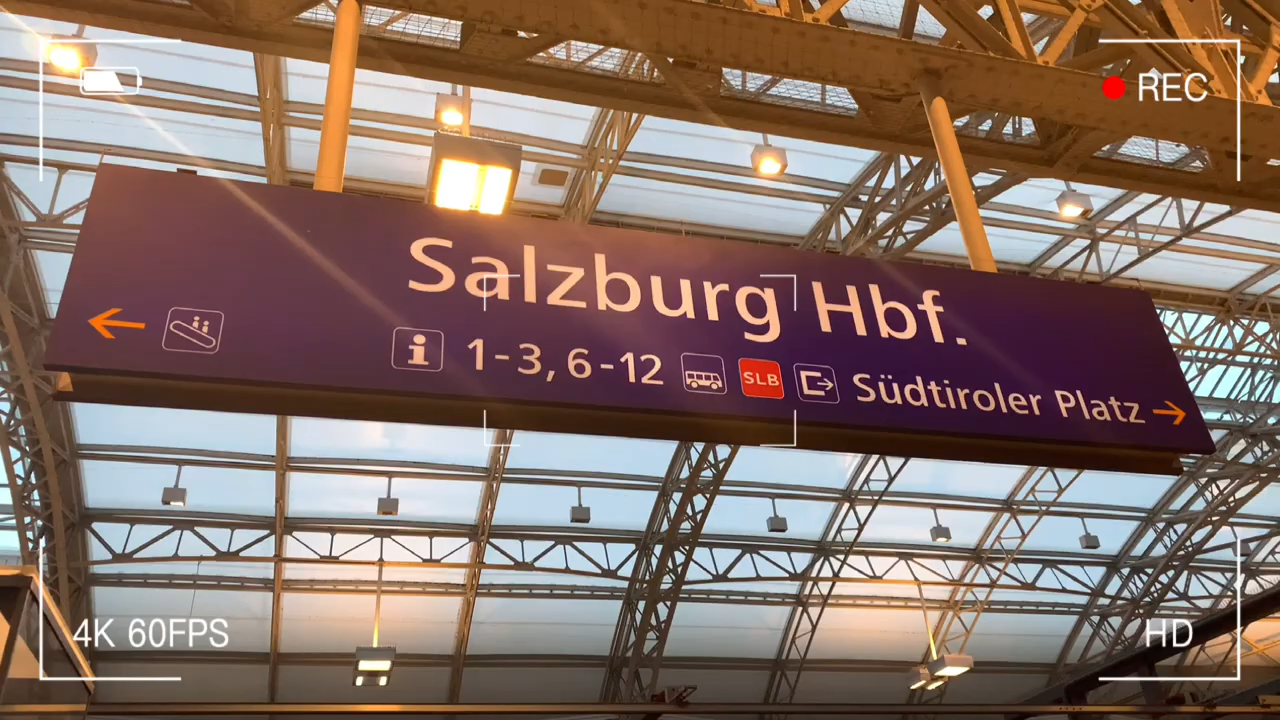 REC
Salzburg Hbf.
i 1-3, 6-12 SLB Südtiroler Platz
4K 60FPS
HD